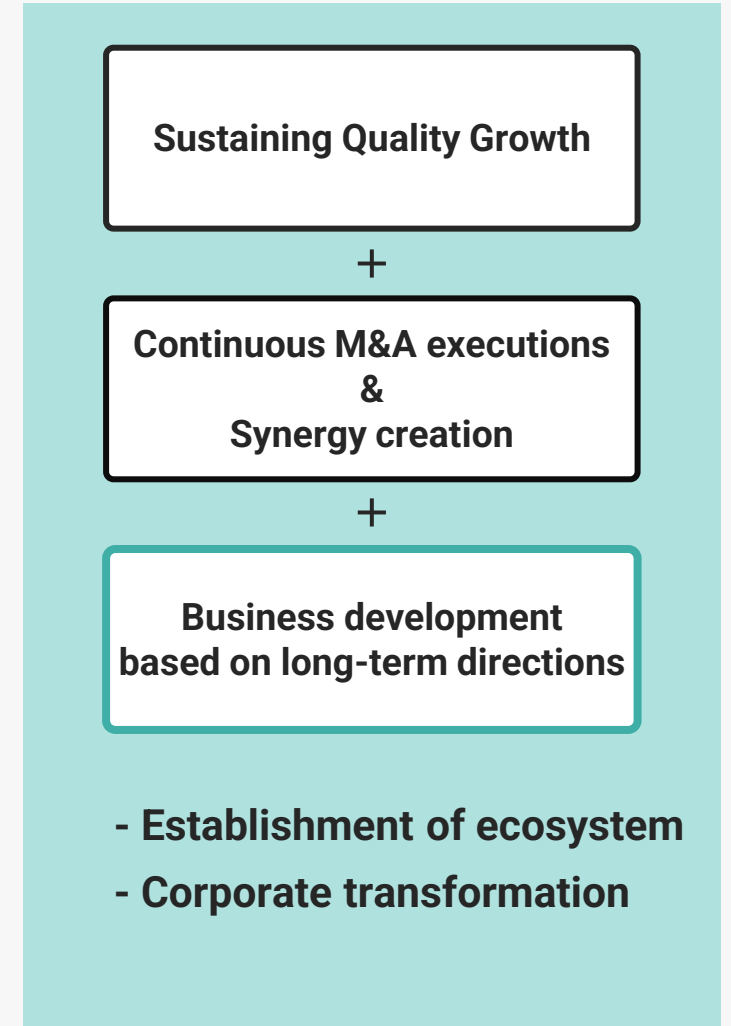 Sustaining Quality Growth
+
Continuous M&A executions
&
Synergy creation
+
Business development
based on long-term directions
- Establishment of ecosystem
- Corporate transformation